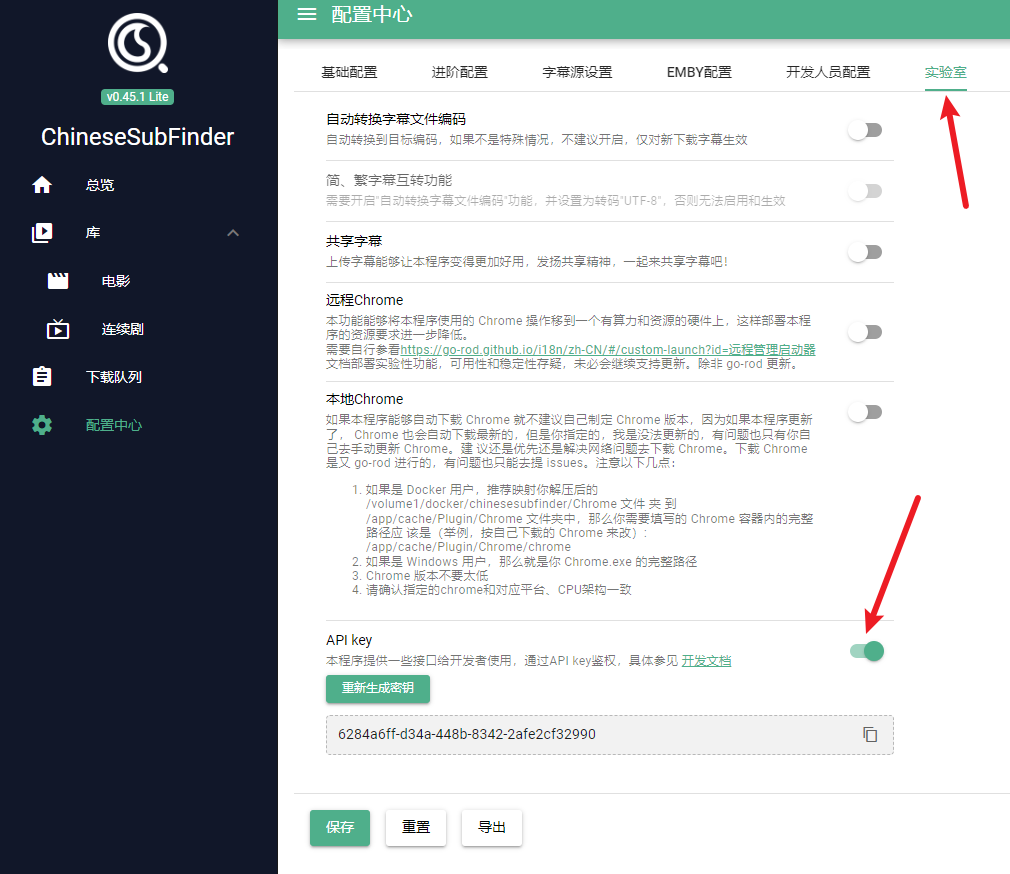 v0.45.1 Lite
ChineseSubFinder
总览
库
电影
连续剧
下载队列
配置中心
配置中心
基础配置
进阶配置
字幕源设置
EMBY配置
开发人员配置
实验室
自动转换字幕文件编码
自动转换到目标编码，如果不是特殊情况，不建议开启，仅对新下载字幕生效
简、繁字幕互转功能
需要开启"自动转换字幕文件编码"功能，并设置为转码"UTF-8"，否则无法启用和生效
共享字幕
上传字幕能够让本程序变得更加好用，发扬共享精神，一起来共享字幕吧！
远程Chrome
本功能能够将本程序使用的 Chrome 操作移到一个有算力和资源的硬件上，这样部署本程
序的资源要求进一步降低。
需要自行参看https://go-rod.github.io/i18n/zh-CN/#/custom-launch?id=远程管理启动器
文档部署实验性功能，可用性和稳定性存疑，未必会继续支持更新。除非 go-rod 更新。
本地Chrome
如果本程序能够自动下载 Chrome 就不建议自己制定 Chrome 版本，因为如果本程序更新
了， Chrome 也会自动下载最新的，但是你指定的，我是没法更新的，有问题也只有你自
己去手动更新 Chrome。建 议还是优先还是解决网络问题去下载 Chrome。下载 Chrome
是又 go-rod 进行的，有问题也只能去提 issues。注意以下几点：
1. 如果是 Docker 用户，推荐映射你解压后的
/volume1/docker/chinesesubfinder/Chrome 文件 夹 到
/app/cache/Plugin/Chrome 文件夹中，那么你需要填写的 Chrome 容器内的完整
路径应 该是（举例，按自己下载的 Chrome 来改）：
/app/cache/Plugin/Chrome/chrome
2. 如果是 Windows 用户，那么就是你 Chrome.exe 的完整路径
3. Chrome 版本不要太低
4. 请确认指定的chrome和对应平台、CPU架构一致
API key
本程序提供一些接口给开发者使用，通过API key鉴权，具体参见 开发文档
重新生成密钥
6284a6ff-d34a-448b-8342-2afe2cf32990
保存
重置
导出